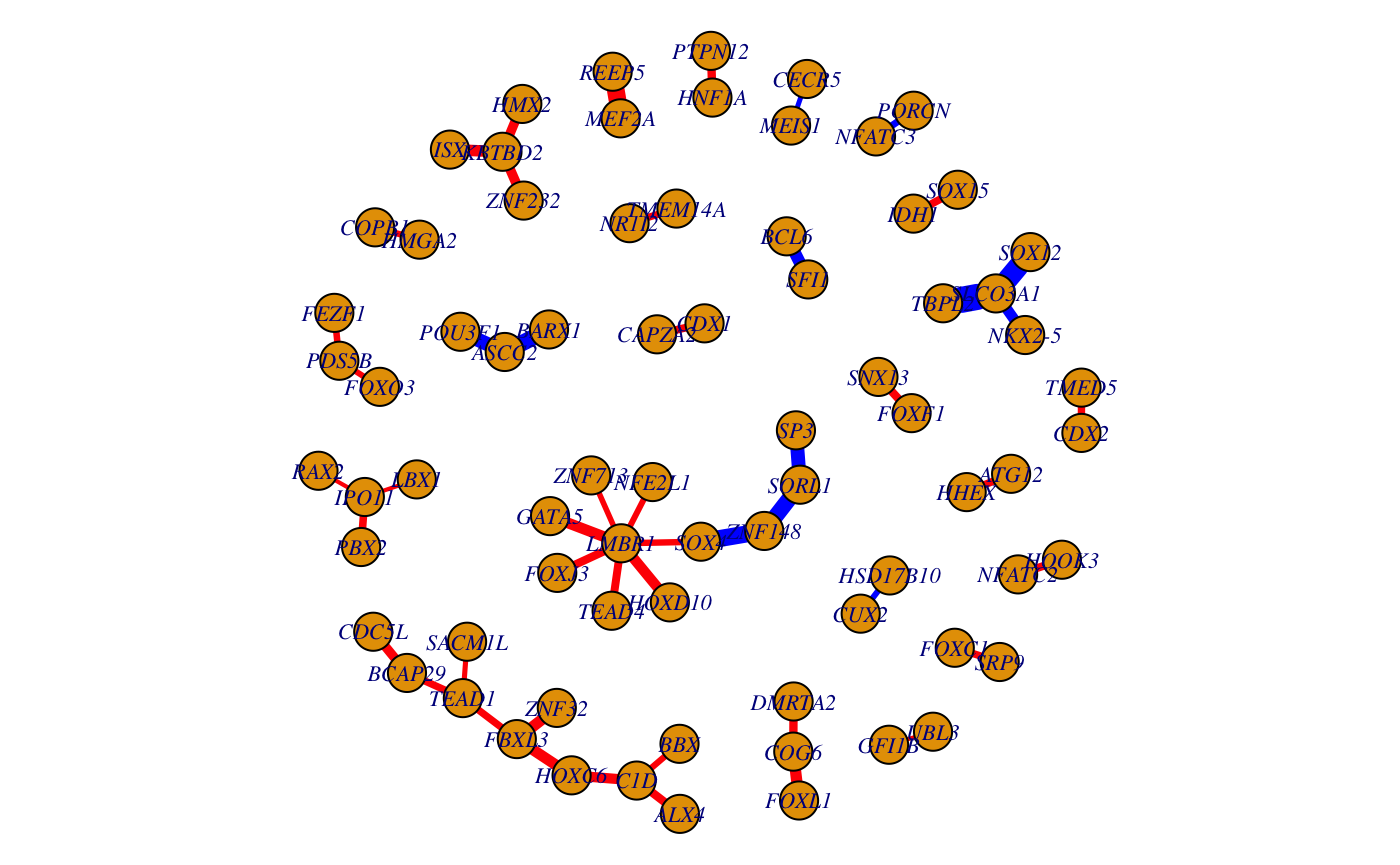 PTPN12
REEP5
CECR5
HNF1A
HMX2
PORCN
MEF2A
MEIS1
NFATC3
ISX
KBTBD2
SOX15
ZNF232
TMEM14A
IDH1
NR1I2
COPB1
HMGA2
BCL6
SOX12
SFI1
SLCO3A1
FEZF1
CDX1
POU3F1
BARX1
CAPZA2
NKX2-5
ASCC2
PDS5B
SNX13
FOXO3
TMED5
FOXF1
SP3
CDX2
RAX2
ZNF713
NFE2L1
LBX1
ATG12
SORL1
HHEX
IPO11
GATA5
ZNF148
LMBR1
SOX4
PBX2
HOOK3
FOXJ3
HSD17B10
NFATC2
HOXD10
TEAD4
CUX2
CDC5L
SACM1L
FOXC1
SRP9
BCAP29
TEAD1
DMRTA2
ZNF32
UBL3
FBXL3
BBX
GFI1B
COG6
HOXC6
C1D
FOXL1
ALX4